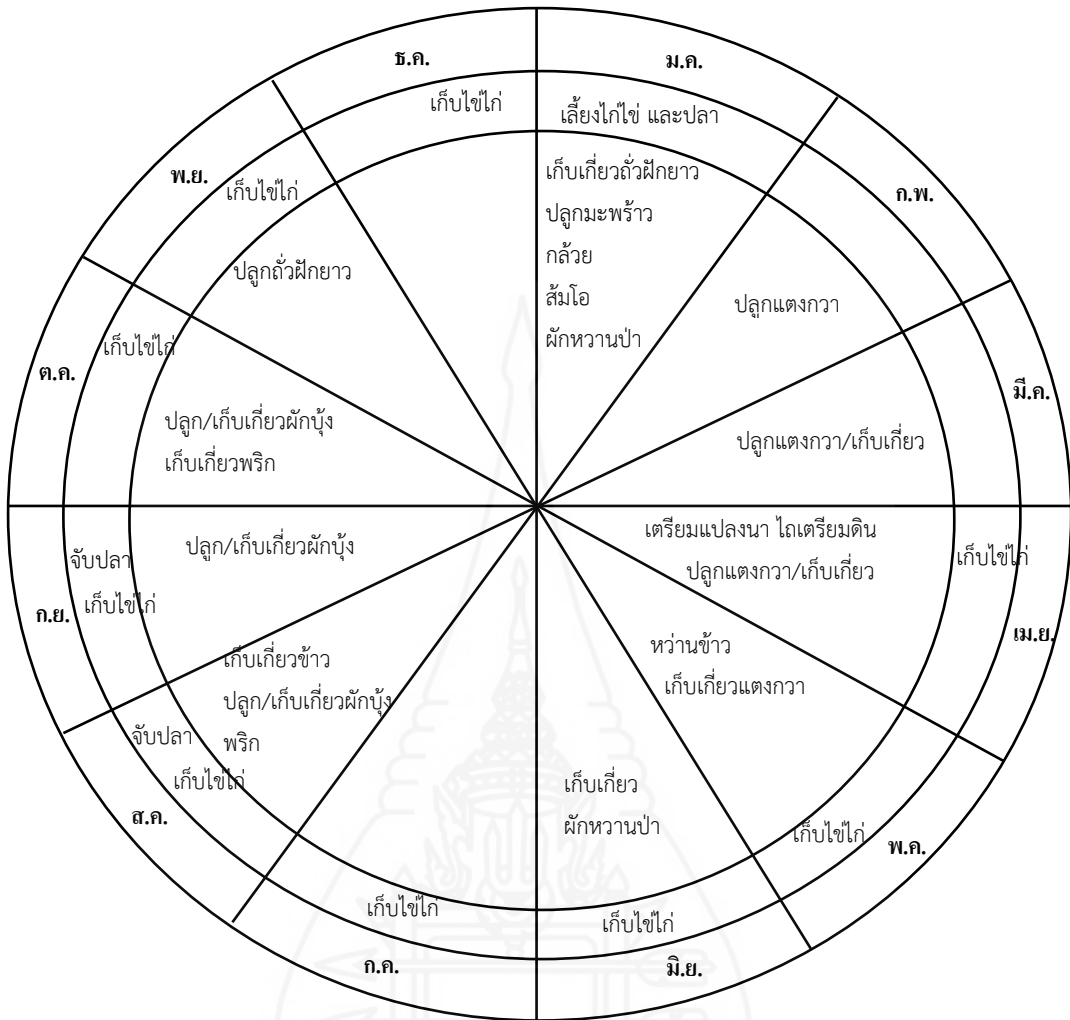 ม.ค.
เลี้ยงไก่ไข่ และปลา
เก็บเกี่ยวถั่วฝักยาว
ปลูกมะพร้าว
กล้วย
ส้มโอ
ผักหวานป่า
ก.พ.
ปลูกแตงกวา
มี.ค.
ปลูกแตงกวา/เก็บเกี่ยว
เม.ย.
เก็บไข่ไก่
เตรียมแปลงนา ไถเตรียมดิน
ปลูกแตงกวา/เก็บเกี่ยว
พ.ค.
เก็บไข่ไก่
หว่านข้าว
เก็บเกี่ยวแตงกวา
มิ.ย.
เก็บไข่ไก่
เก็บเกี่ยว
ผักหวานป่า
ก.ค.
เก็บไข่ไก่
ส.ค.
จับปลา
เก็บไข่ไก่
เก็บเกี่ยวข้าว
ปลูก/เก็บเกี่ยวผักบุ้ง
พริก
ก.ย.
จับปลา
เก็บไข่ไก่
ปลูก/เก็บเกี่ยวผักบุ้ง
ต.ค.
เก็บไข่ไก่
ปลูก/เก็บเกี่ยวผักบุ้ง
เก็บเกี่ยวพริก
พ.ย.
เก็บไข่ไก่
ปลูกถั่วฝักยาว
ธ.ค.
เก็บไข่ไก่